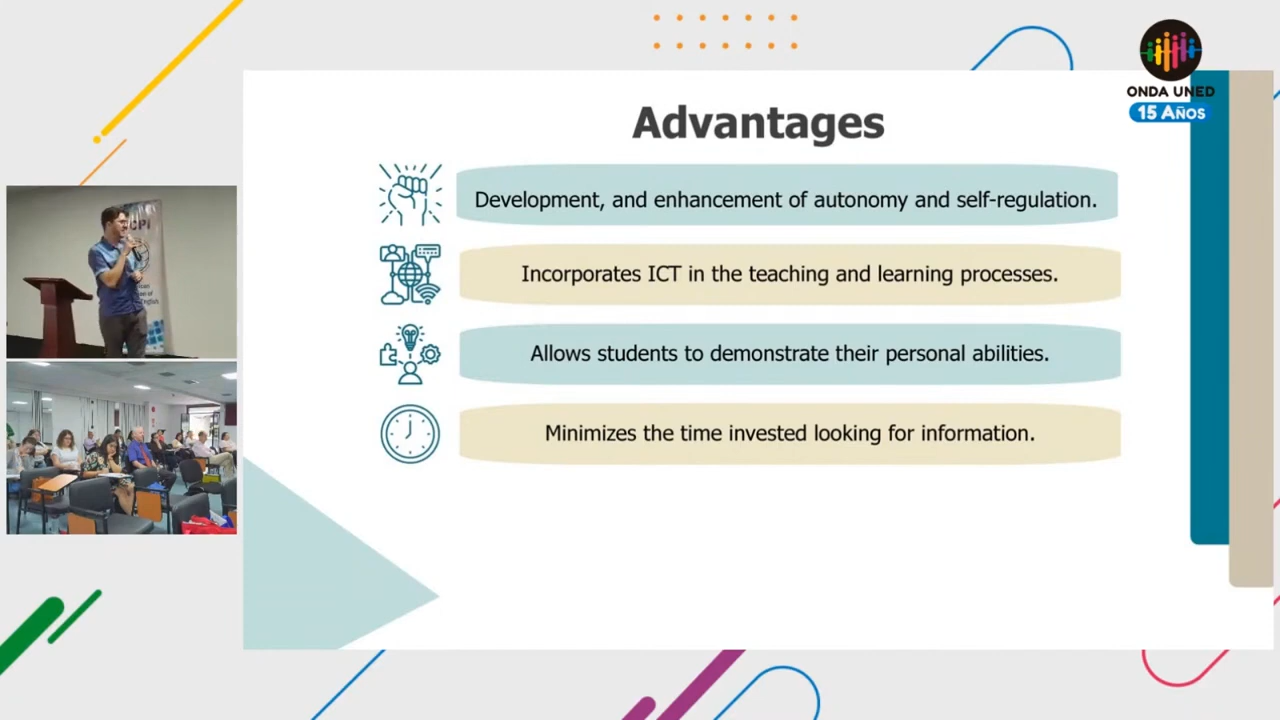 ONDA UNED
15 AÑOS
Advantages
Development, and enhancement of autonomy and self-regulation.
Incorporates ICT in the teaching and learning processes.
Allows students to demonstrate their personal abilities.
Minimizes the time invested looking for information.